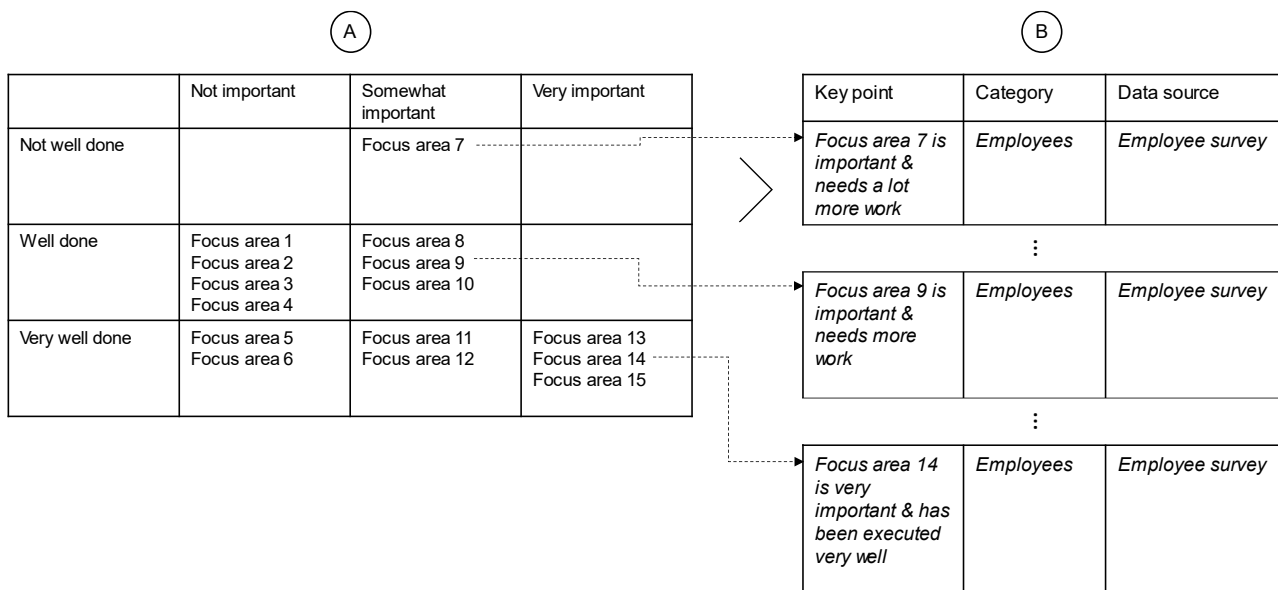 A
B
Not important
Somewhat
important
Very important
Not well done
Focus area 7
Well done
Focus area 1
Focus area 2
Focus area 3
Focus area 4
Focus area 8
Focus area 9
Focus area 10
Very well done
Focus area 5
Focus area 6
Focus area 11
Focus area 12
Focus area 13
Focus area 14
Focus area 15
Key point
Category
Data source
Focus area 7 is
important &
needs a lot
more work
Employees
Employee survey
Focus area 9 is
important &
needs more
work
Employees
Employee survey
Focus area 14
is very
important & has
been executed
very well
Employees
Employee survey